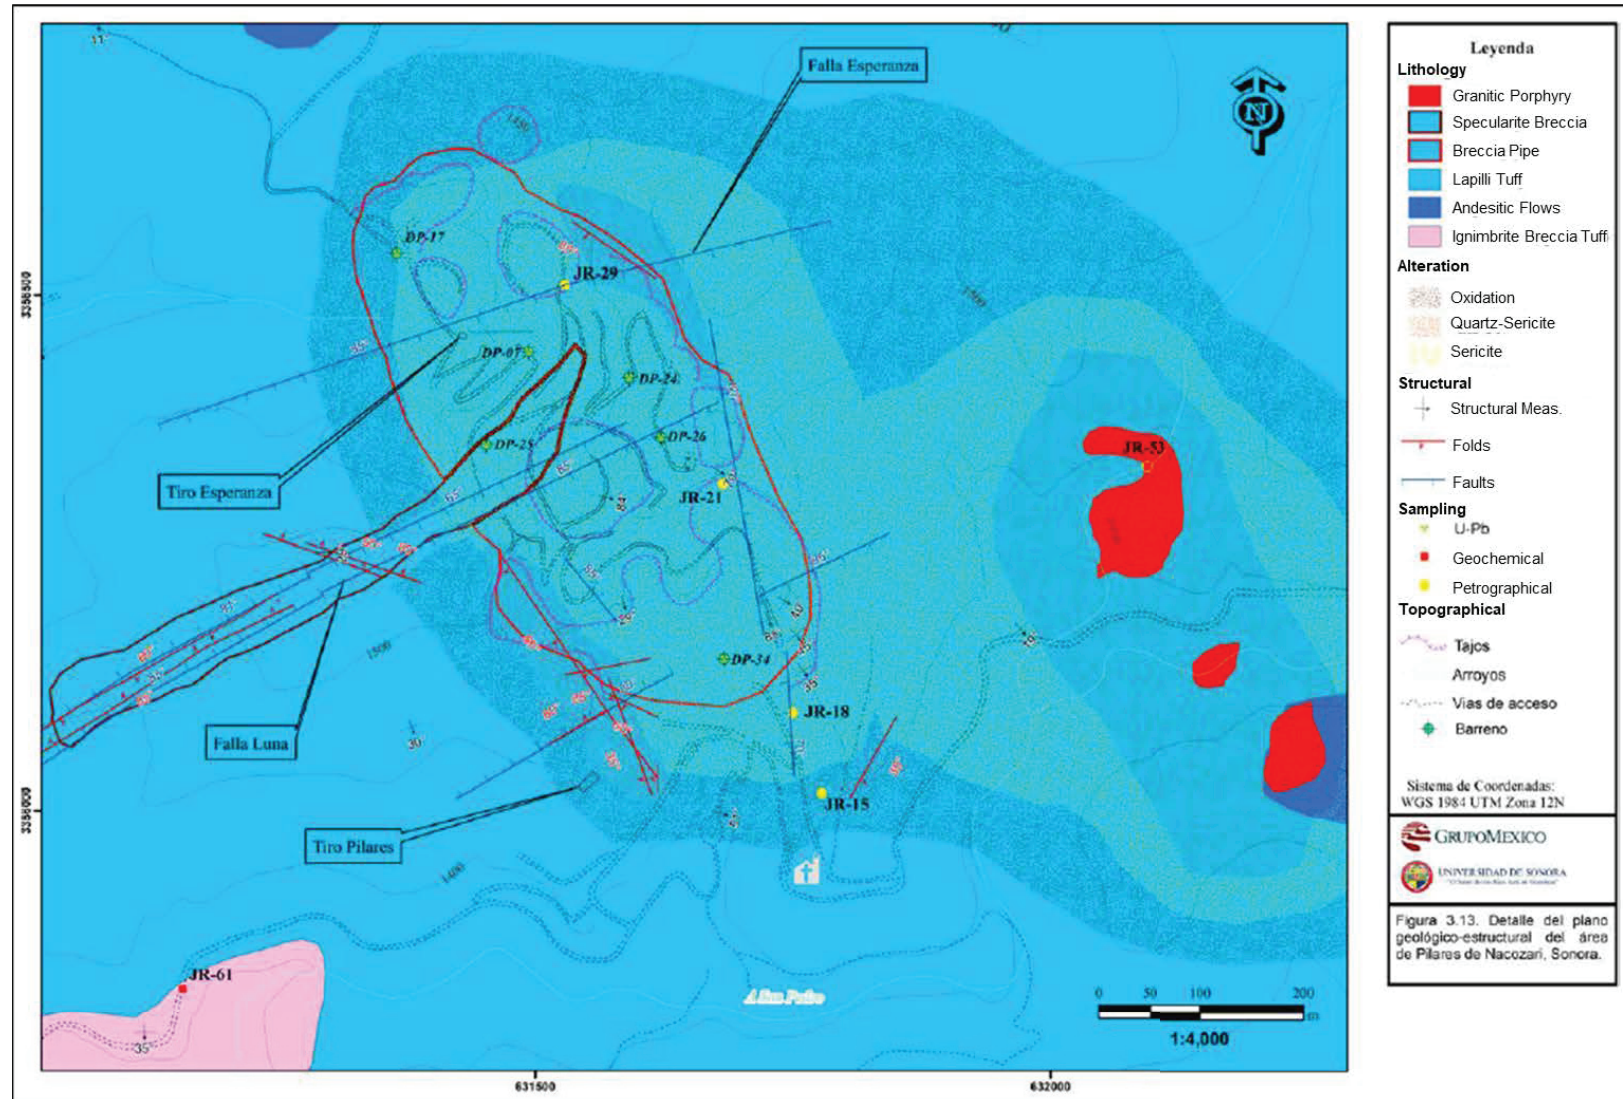 Falla Esperanza
N
1450
DP-17
JR-29
1500
DP-07
DP-24
DP-25
DP-26
Tiro Esperanza
JR-21
JR-53
Falla Luna
1500
DP-34
JR-18
JR-15
Tiro Pilares
1400
JR-61
35°
A San Pedro
0 50 100 200
m
1:4,000
631500
632000
Leyenda
Lithology
Granitic Porphyry
Specularite Breccia
Breccia Pipe
Lapilli Tuff
Andesitic Flows
Ignimbrite Breccia Tuff
Alteration
Oxidation
Quartz-Sericite
Sericite
Structural
Structural Meas.
Folds
Faults
Sampling
U-Pb
Geochemical
Petrographical
Topographical
Tajos
Arroyos
Vias de acceso
Barreno
Sistema de Coordenadas:
WGS 1984 UTM Zona 12N
GRUPOMEXICO
UNIVERSIDAD DE SONORA
Figura 3.13. Detalle del plano
geológico-estructural del área
de Pilares de Nacozari, Sonora.